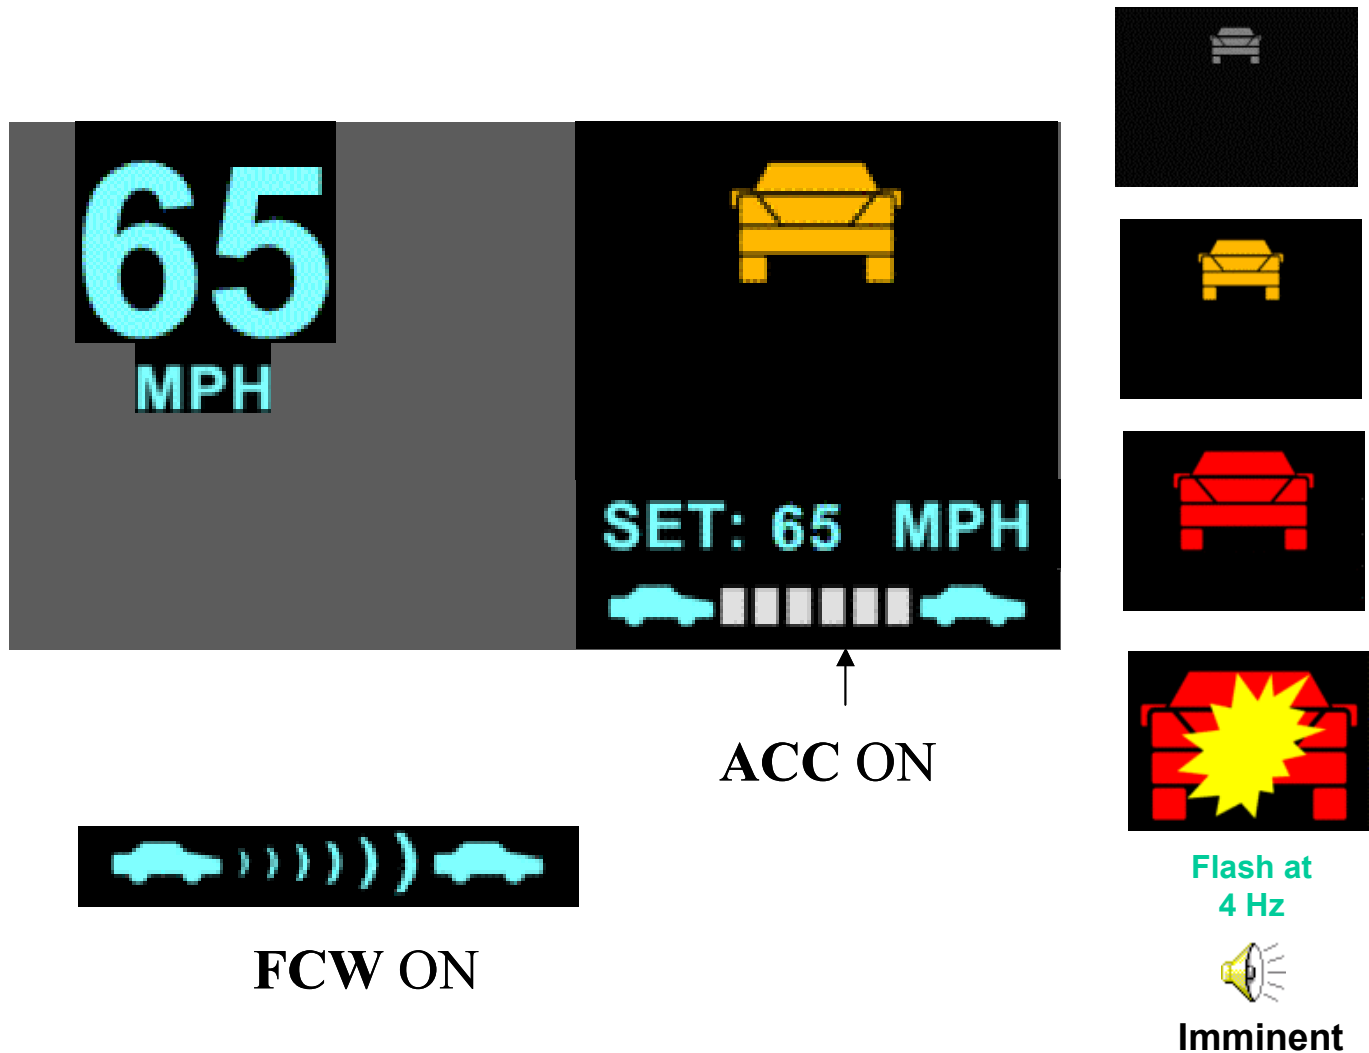 65
MPH
SET: 65 MPH
ACC ON
FCW ON
Flash at
4 Hz
Imminent